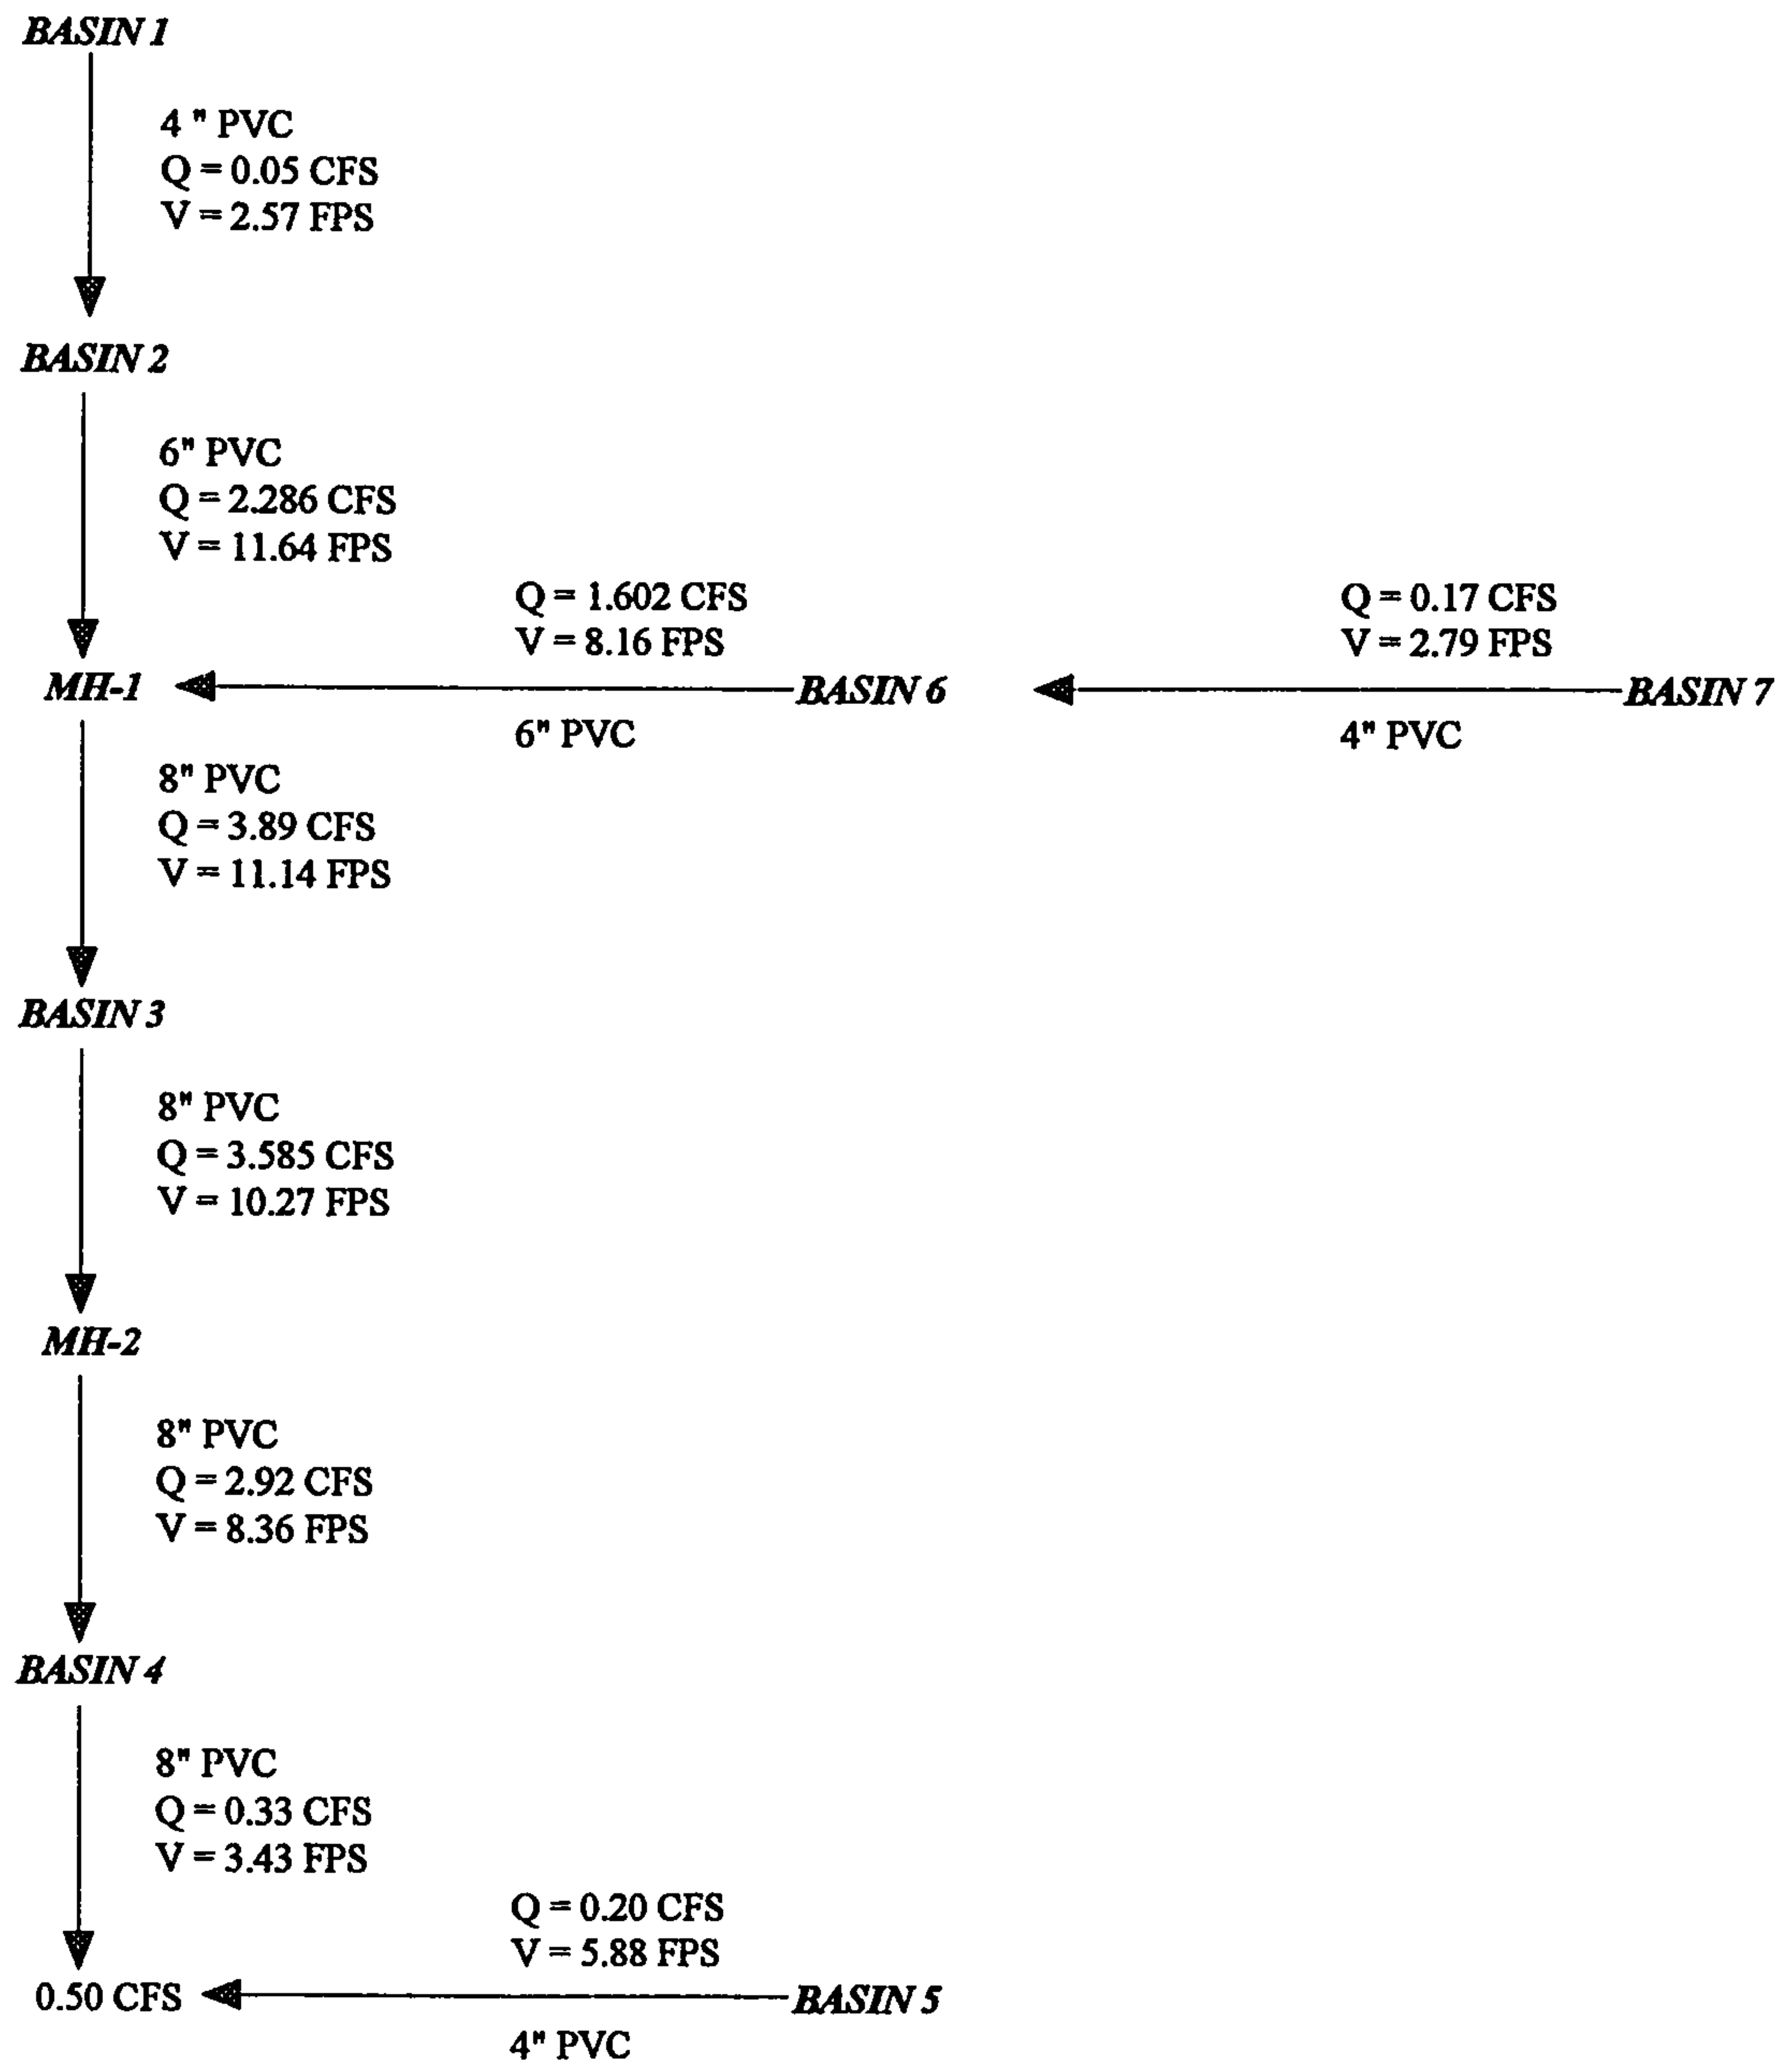 BASIN 1
4 " PVC
Q = 0.05 CFS
V = 2.57 FPS
BASIN 2
6" PVC
Q = 2.286 CFS
V = 11.64 FPS
Q = 1.602 CFS
V = 8.16 FPS
Q = 0.17 CFS
V = 2.79 FPS
MH-1
BASIN 6
BASIN 7
6" PVC
4" PVC
8" PVC
Q = 3.89 CFS
V = 11.14 FPS
BASIN 3
8" PVC
Q = 3.585 CFS
V = 10.27 FPS
MH-2
8" PVC
Q = 2.92 CFS
V = 8.36 FPS
BASIN 4
8" PVC
Q = 0.33 CFS
V = 3.43 FPS
Q = 0.20 CFS
V = 5.88 FPS
0.50 CFS
BASIN 5
4" PVC